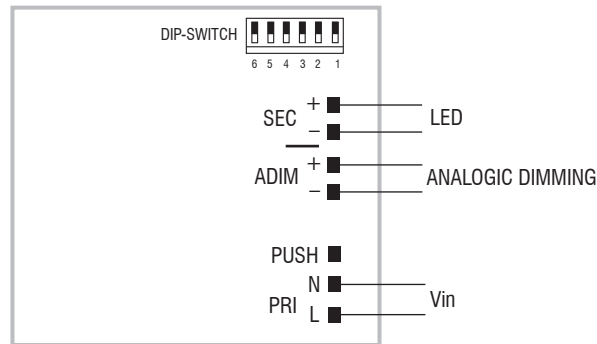 DIP-SWITCH
6 5 4 3 2 1
+
SEC
LED
−
+
ADIM
ANALOGIC DIMMING
−
PUSH
N
PRI
Vin
L